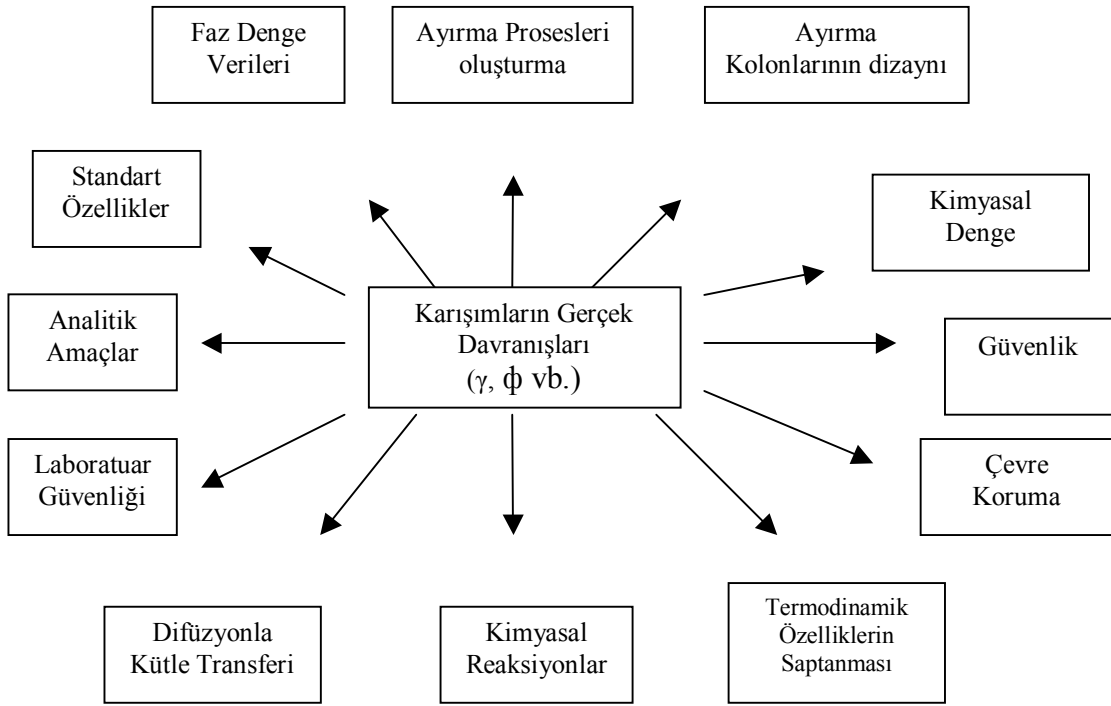 Faz Denge
Verileri
Ayırma Prosesleri
oluşturma
Ayırma
Kolonlarının dizaynı
Standart
Özellikler
Kimyasal
Denge
Analitik
Amaçlar
Karışımların Gerçek
Davranışları
(γ, ф vb.)
Güvenlik
Laboratuar
Güvenliği
Çevre
Koruma
Difüzyonla
Kütle Transferi
Kimyasal
Reaksiyonlar
Termodinamik
Özelliklerin
Saptanması